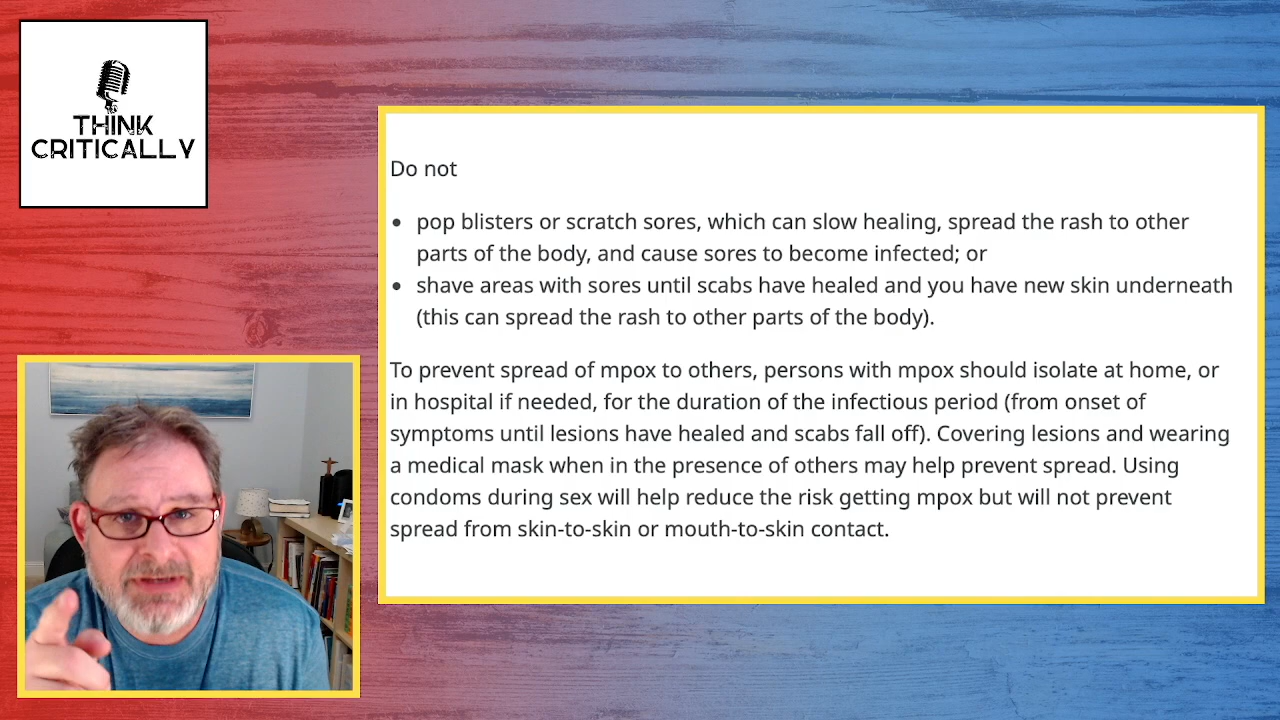 THINK
CRITICALLY
Do not
• pop blisters or scratch sores, which can slow healing, spread the rash to other
parts of the body, and cause sores to become infected; or
• shave areas with sores until scabs have healed and you have new skin underneath
(this can spread the rash to other parts of the body).
To prevent spread of mpox to others, persons with mpox should isolate at home, or
in hospital if needed, for the duration of the infectious period (from onset of
symptoms until lesions have healed and scabs fall off). Covering lesions and wearing
a medical mask when in the presence of others may help prevent spread. Using
condoms during sex will help reduce the risk getting mpox but will not prevent
spread from skin-to-skin or mouth-to-skin contact.